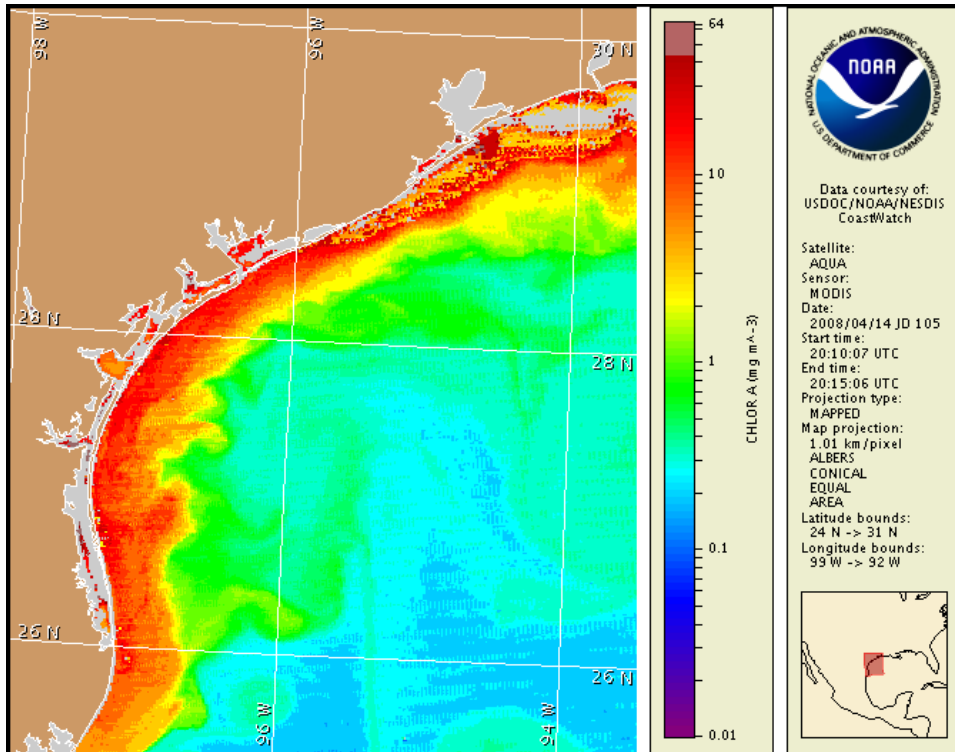 98 W
96 W
30 N
28 N
28 N
26 N
26 N
96 W
94 W
64
10
1
0.1
0.01
CHLOR A (mg m^-3)
NATIONAL OCEANIC AND ATMOSPHERIC ADMINISTRATION
NOAA
U.S. DEPARTMENT OF COMMERCE
Data courtesy of:
USDOC/NOAA/NESDIS
CoastWatch
Satellite:
AQUA
Sensor:
MODIS
Date:
2008/04/14 JD 105
Start time:
20:10:07 UTC
End time:
20:15:06 UTC
Projection type:
MAPPED
Map projection:
1.01 km/pixel
ALBERS
CONICAL
EQUAL
AREA
Latitude bounds:
24 N -> 31 N
Longitude bounds:
99 W -> 92 W